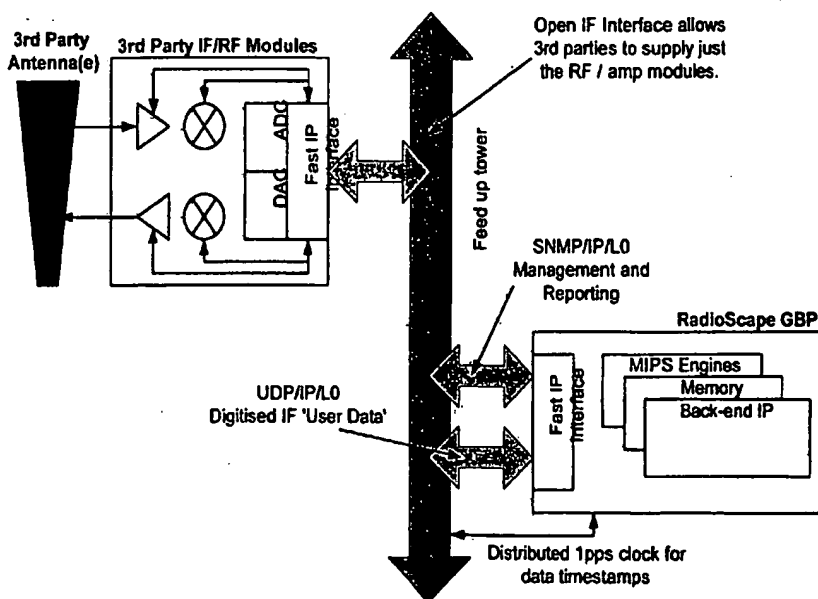 3rd Party
Antenna(e)
3rd Party IF/RF Modules
ADC
DAC
Fast IP
Interface
Open IF Interface allows
3rd parties to supply just
the RF / amp modules.
Feed up tower
SNMP/IP/L0
Management and
Reporting
RadioScape GBP
MIPS Engines
Memory
Back-end IP
Fast IP
Interface
UDP/IP/L0
Digitised IF 'User Data'
Distributed 1pps clock for
data timestamps